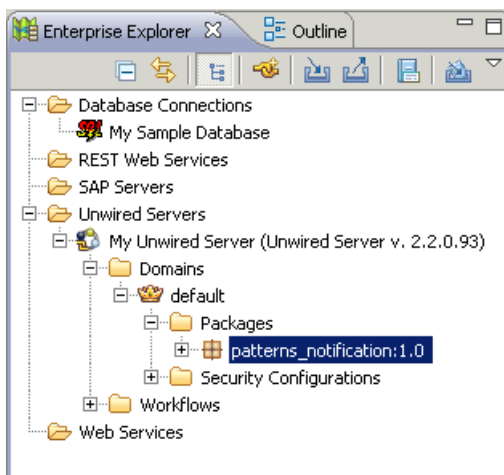 Enterprise Explorer Outline
Database Connections
My Sample Database
REST Web Services
SAP Servers
Unwired Servers
My Unwired Server (Unwired Server v. 2.2.0.93)
Domains
default
Packages
patterns_notification:1.0
Security Configurations
Workflows
Web Services